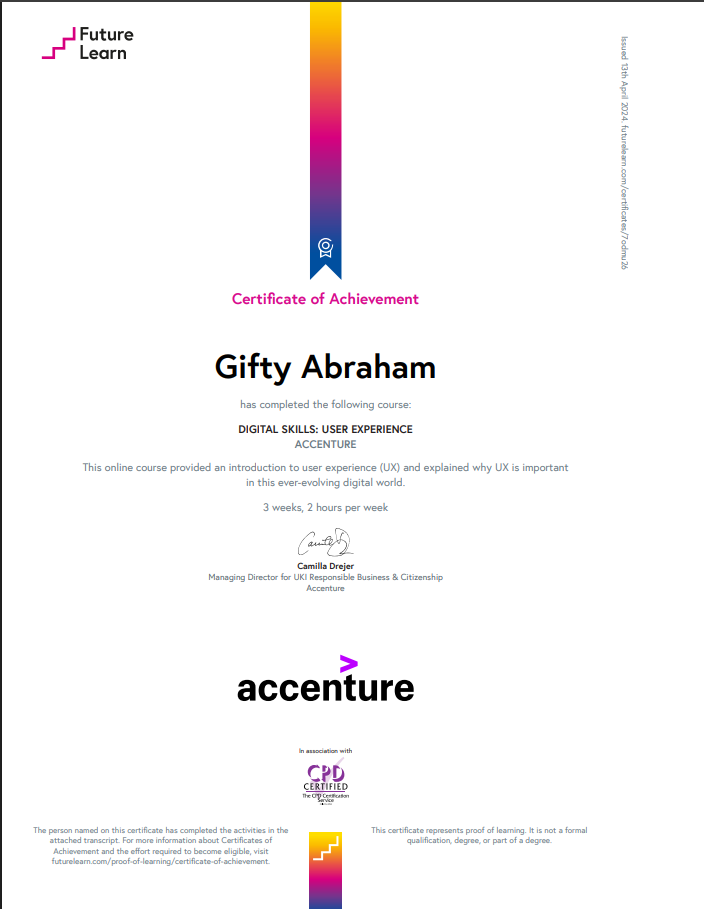 Future
Learn
Issued 13th April 2024. futurelearn.com/certificates/7odmu26
Certificate of Achievement
Gifty Abraham
has completed the following course:
DIGITAL SKILLS: USER EXPERIENCE
ACCENTURE
This online course provided an introduction to user experience (UX) and explained why UX is important
in this ever-evolving digital world.
3 weeks, 2 hours per week
Camilla Drejer
Managing Director for UKI Responsible Business & Citizenship
Accenture
accenture
In association with
CPD
CERTIFIED
The CPD Certification
Service
The person named on this certificate has completed the activities in the
attached transcript. For more information about Certificates of
Achievement and the effort required to become eligible, visit
futurelearn.com/proof-of-learning/certificate-of-achievement.
This certificate represents proof of learning. It is not a formal
qualification, degree, or part of a degree.